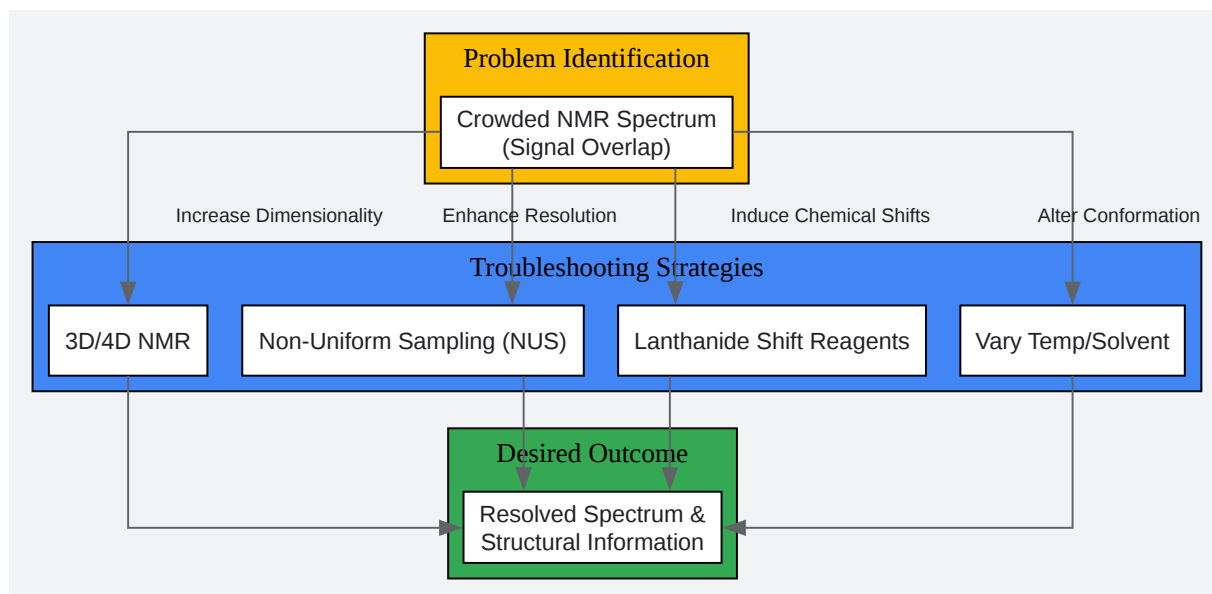 Problem Identification
Crowded NMR Spectrum
(Signal Overlap)
Increase Dimensionality
Enhance Resolution
Induce Chemical Shifts
Alter Conformation
Troubleshooting Strategies
3D/4D NMR
Non-Uniform Sampling (NUS)
Lanthanide Shift Reagents
Vary Temp/Solvent
Desired Outcome
Resolved Spectrum &
Structural Information